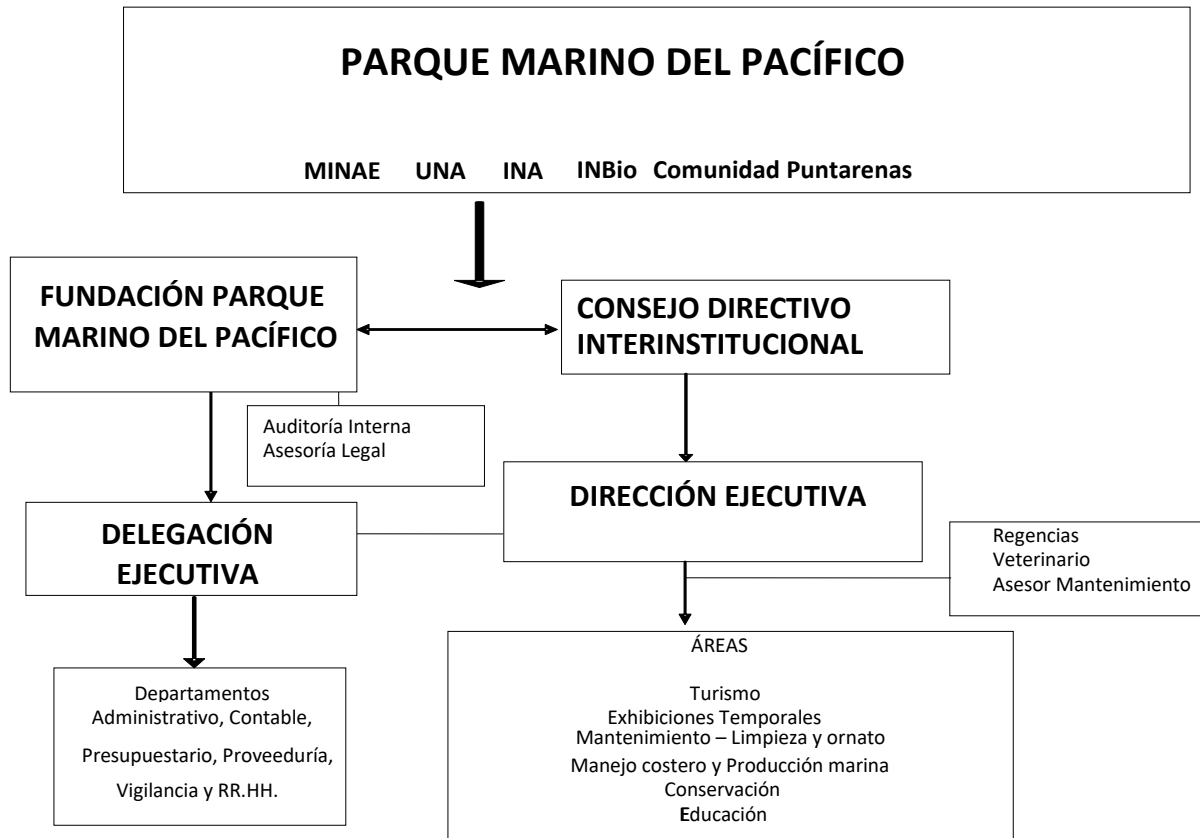 PARQUE MARINO DEL PACÍFICO
MINAE UNA INA INBio Comunidad Puntarenas
FUNDACIÓN PARQUE
MARINO DEL PACÍFICO
CONSEJO DIRECTIVO
INTERINSTITUCIONAL
Auditoría Interna
Asesoría Legal
DIRECCIÓN EJECUTIVA
DELEGACIÓN
EJECUTIVA
Regencias
Veterinario
Asesor Mantenimiento
Departamentos
Administrativo, Contable,
Presupuestario, Proveeduría,
Vigilancia y RR.HH.
ÁREAS
Turismo
Exhibiciones Temporales
Mantenimiento – Limpieza y ornato
Manejo costero y Producción marina
Conservación
Educación